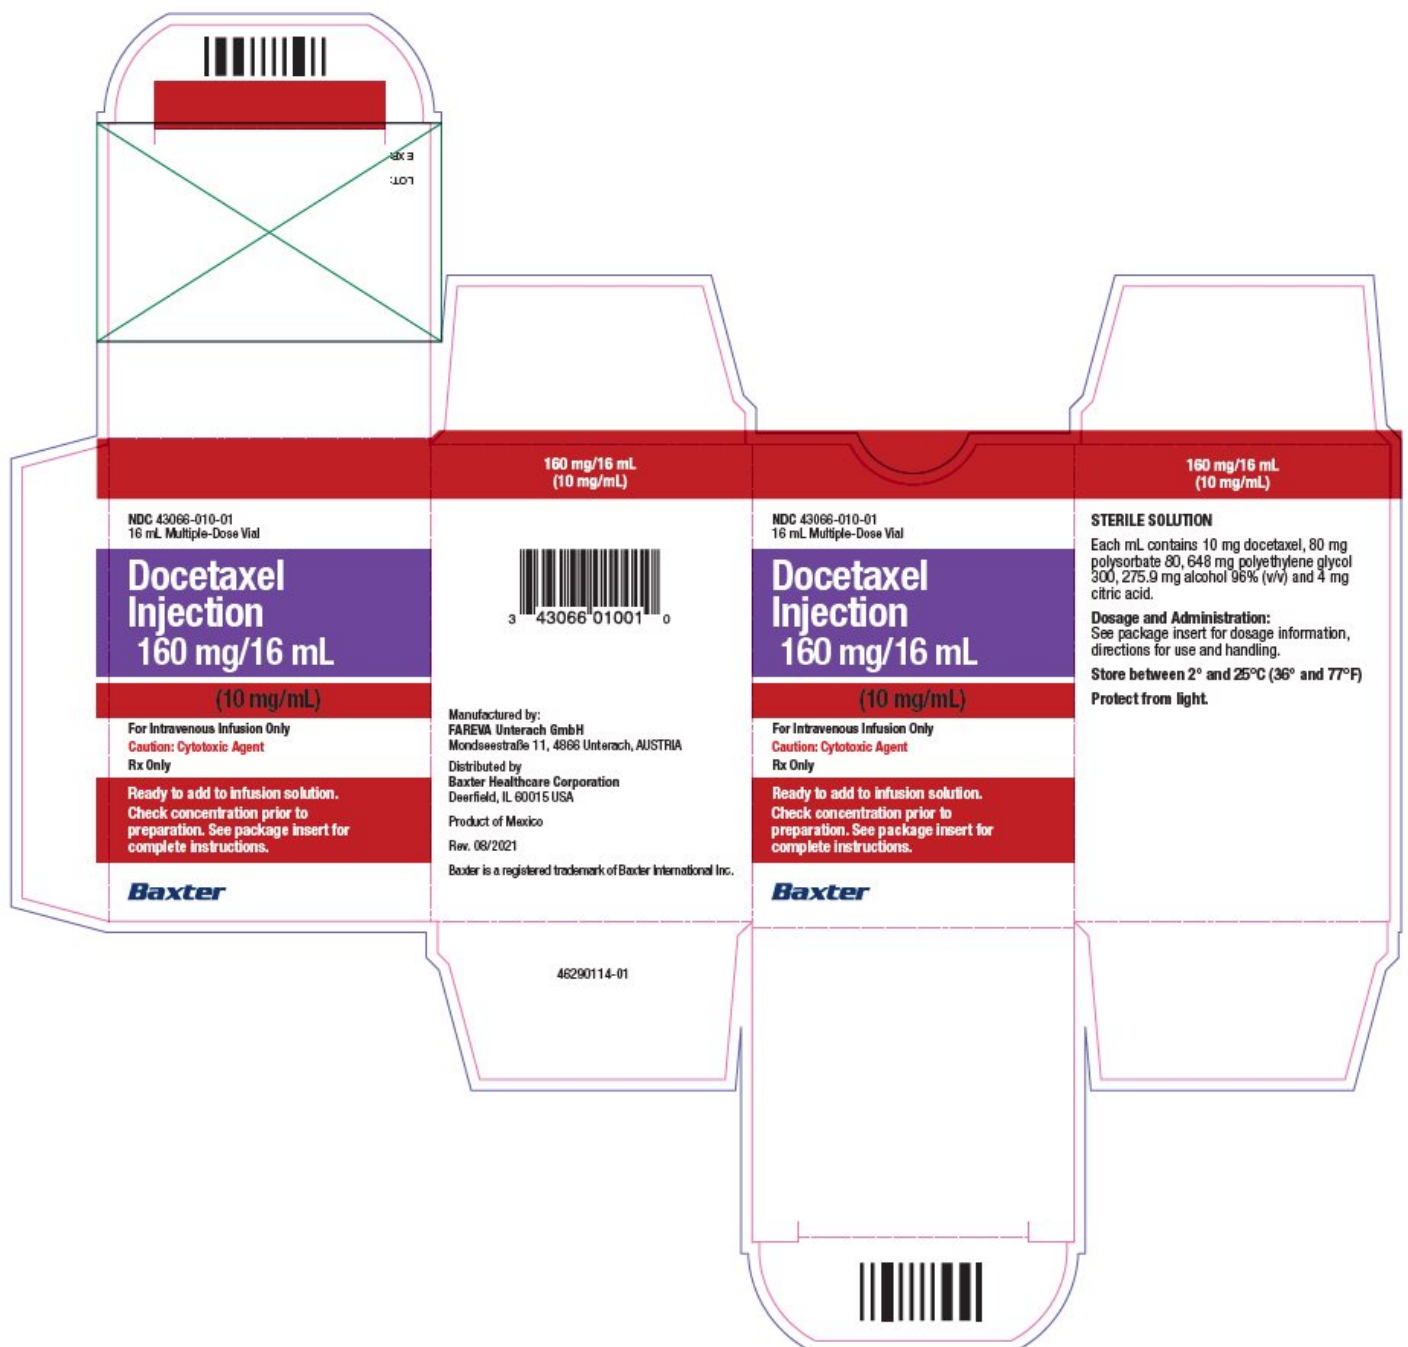 EXP:
LOT:
160 mg/16 mL
(10 mg/mL)
160 mg/16 mL
(10 mg/mL)
NDC 43066-010-01
16 mL Multiple-Dose Vial
Docetaxel
Injection
160 mg/16 mL
(10 mg/mL)
For Intravenous Infusion Only
Caution: Cytotoxic Agent
Rx Only
Ready to add to infusion solution.
Check concentration prior to
preparation. See package insert for
complete instructions.
Baxter
3 43066 01001 0
Manufactured by:
FAREVA Unterach GmbH
Mondseestraße 11, 4866 Unterach, AUSTRIA
Distributed by
Baxter Healthcare Corporation
Deerfield, IL 60015 USA
Product of Mexico
Rev. 08/2021
Baxter is a registered trademark of Baxter International Inc.
46290114-01
NDC 43066-010-01
16 mL Multiple-Dose Vial
Docetaxel
Injection
160 mg/16 mL
(10 mg/mL)
For Intravenous Infusion Only
Caution: Cytotoxic Agent
Rx Only
Ready to add to infusion solution.
Check concentration prior to
preparation. See package insert for
complete instructions.
Baxter
STERILE SOLUTION
Each mL contains 10 mg docetaxel, 80 mg
polysorbate 80, 648 mg polyethylene glycol
300, 275.9 mg alcohol 96% (v/v) and 4 mg
citric acid.
Dosage and Administration:
See package insert for dosage information,
directions for use and handling.
Store between 2° and 25°C (36° and 77°F)
Protect from light.